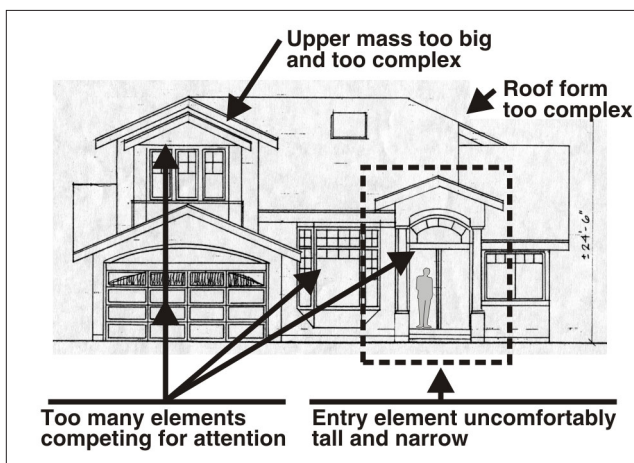 Upper mass too big
and too complex
Roof form
too complex
±24'-6"
Too many elements
competing for attention
Entry element uncomfortably
tall and narrow